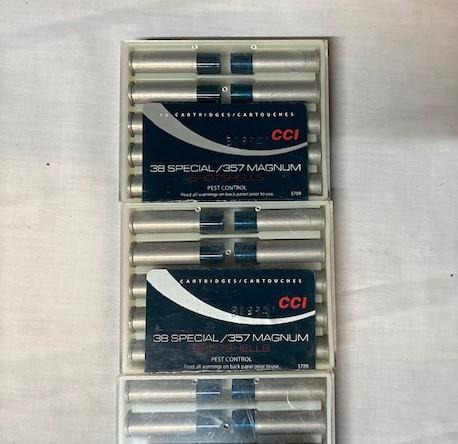 10 CARTRIDGES/CARTOUCHES
CCI
38 SPECIAL/357 MAGNUM
SHOTSHELLS
PEST CONTROL
Read all warnings on back panel prior to use.
3709
CARTRIDGES/CARTOUCHES
CCI
38 SPECIAL/357 MAGNUM
SHOTSHELLS
PEST CONTROL
Read all warnings on back panel prior to use.
3709